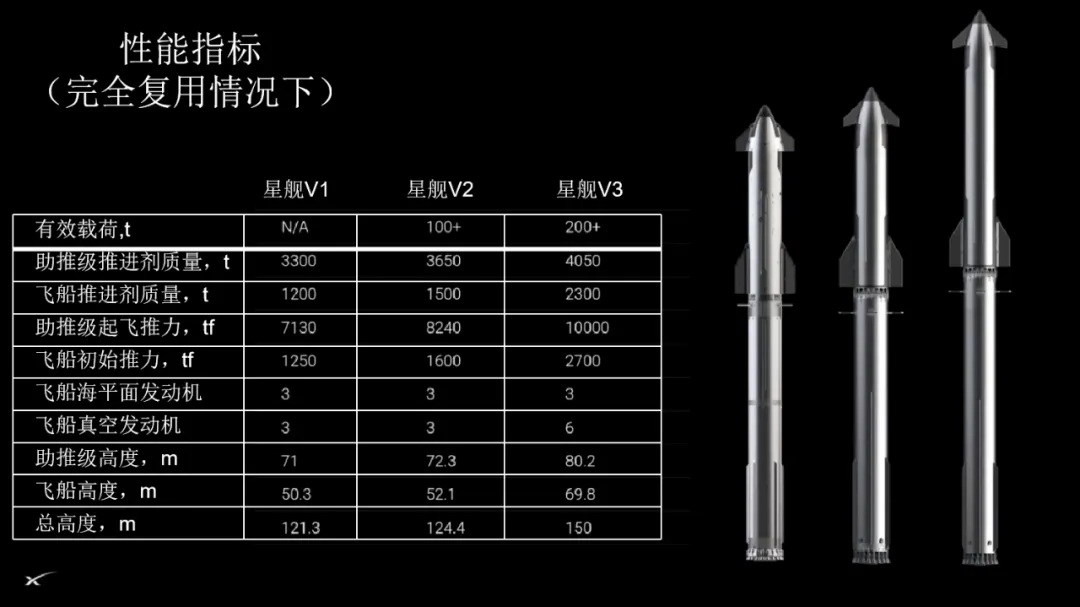 性能指标
（完全复用情况下）
星舰V1 星舰V2 星舰V3
有效载荷,t N/A 100+ 200+
助推级推进剂质量，t 3300 3650 4050
飞船推进剂质量，t 1200 1500 2300
助推级起飞推力，tf 7130 8240 10000
飞船初始推力，tf 1250 1600 2700
飞船海平面发动机 3 3 3
飞船真空发动机 3 3 6
助推级高度，m 71 72.3 80.2
飞船高度，m 50.3 52.1 69.8
总高度，m 121.3 124.4 150